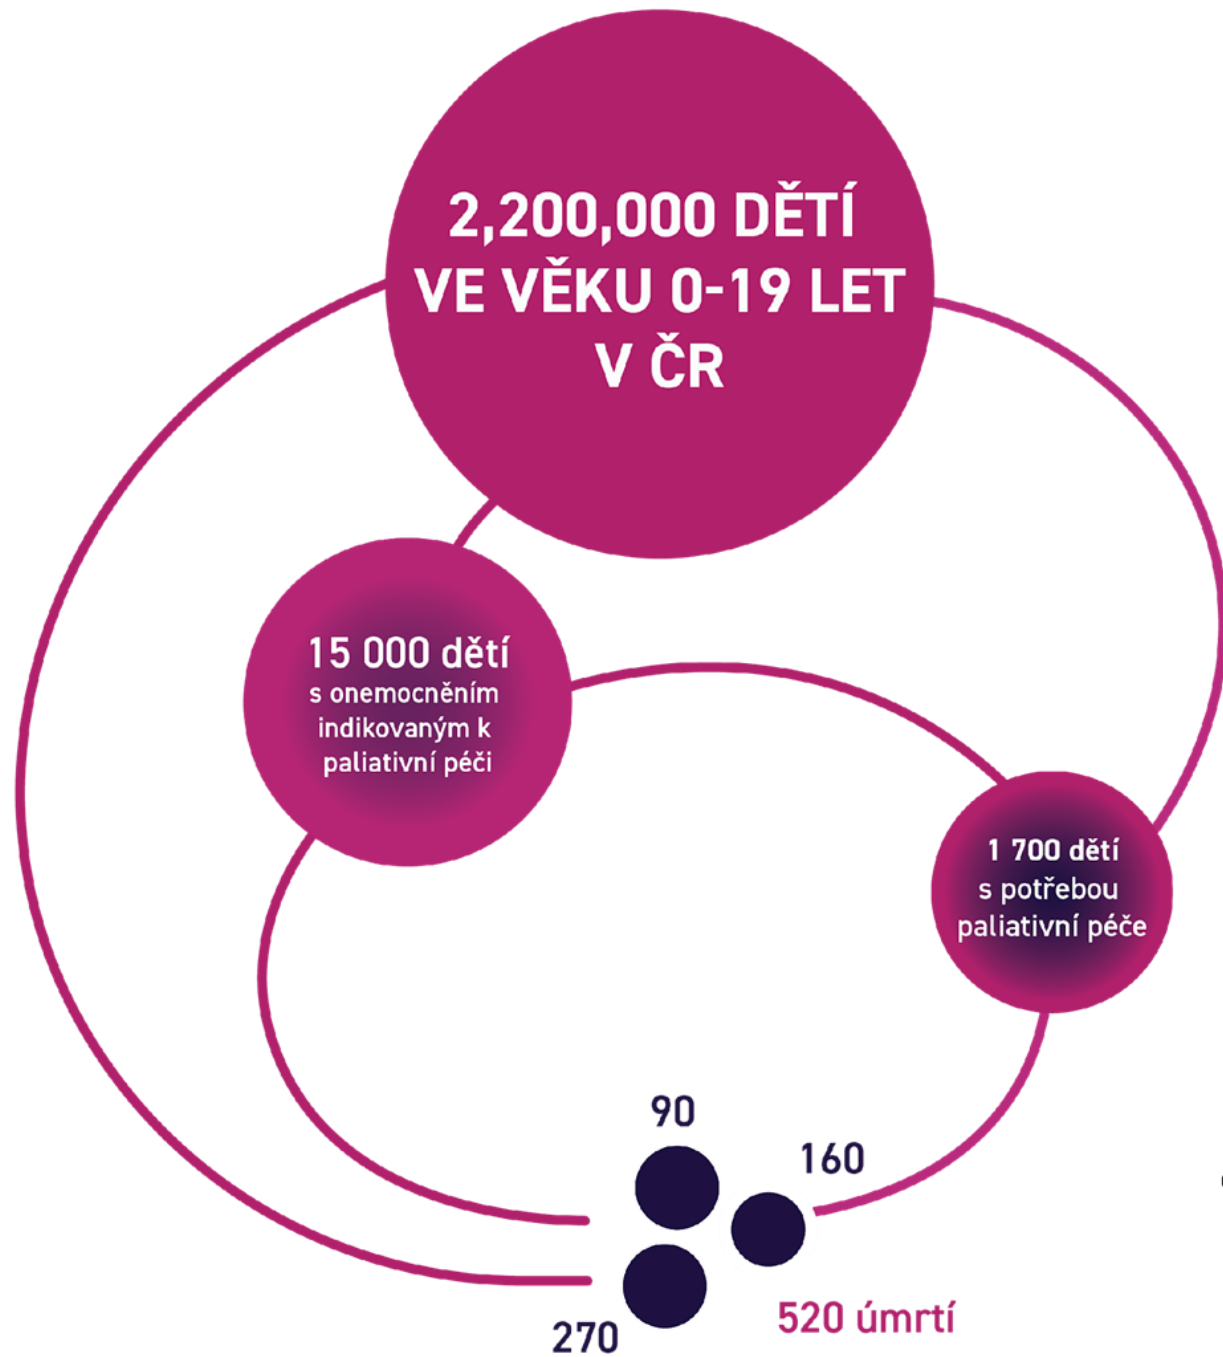 2,200,000 DĚTÍ
VE VĚKU 0-19 LET
V ČR
15 000 dětí
s onemocněním
indikovaným k
paliativní péči
1 700 dětí
s potřebou
paliativní péče
90
160
270
520 úmrtí